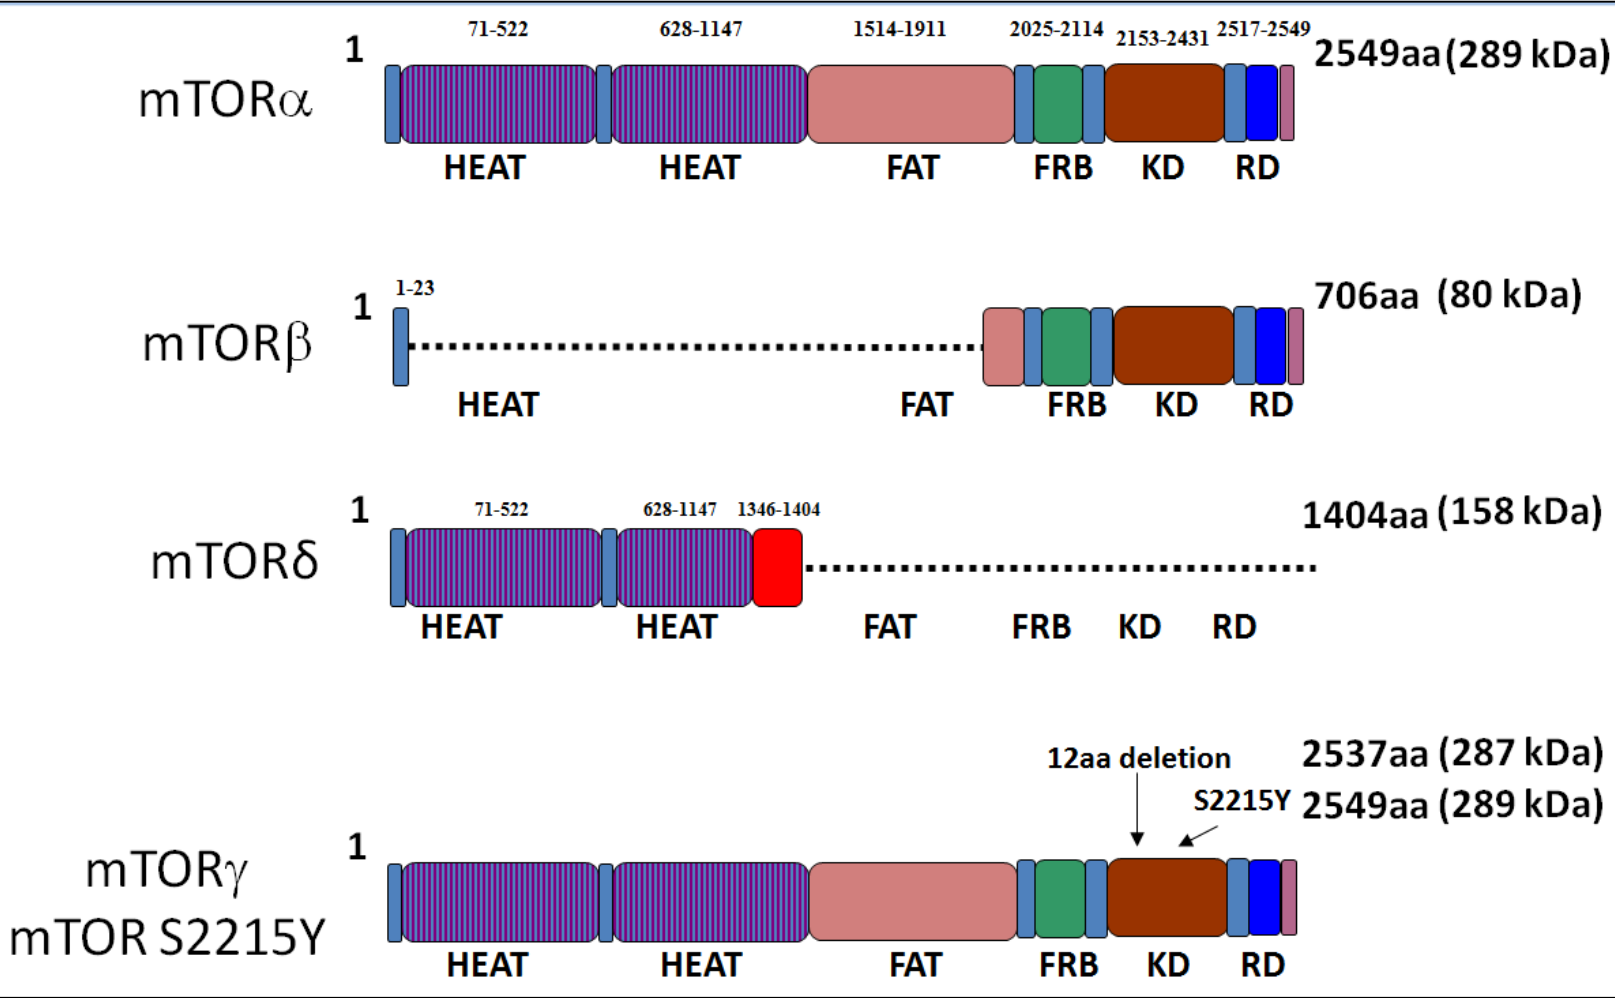 71-522 628-1147 1514-1911 2025-2114 2153-2431 2517-2549
1 2549aa(289 kDa)
mTORα
HEAT HEAT FAT FRB KD RD
1-23
1 706aa (80 kDa)
mTORβ
HEAT FAT FRB KD RD
71-522 628-1147 1346-1404
1 1404aa (158 kDa)
mTORδ
HEAT HEAT FAT FRB KD RD
12aa deletion 2537aa (287 kDa)
S2215Y 2549aa (289 kDa)
1
mTORγ
mTOR S2215Y
HEAT HEAT FAT FRB KD RD